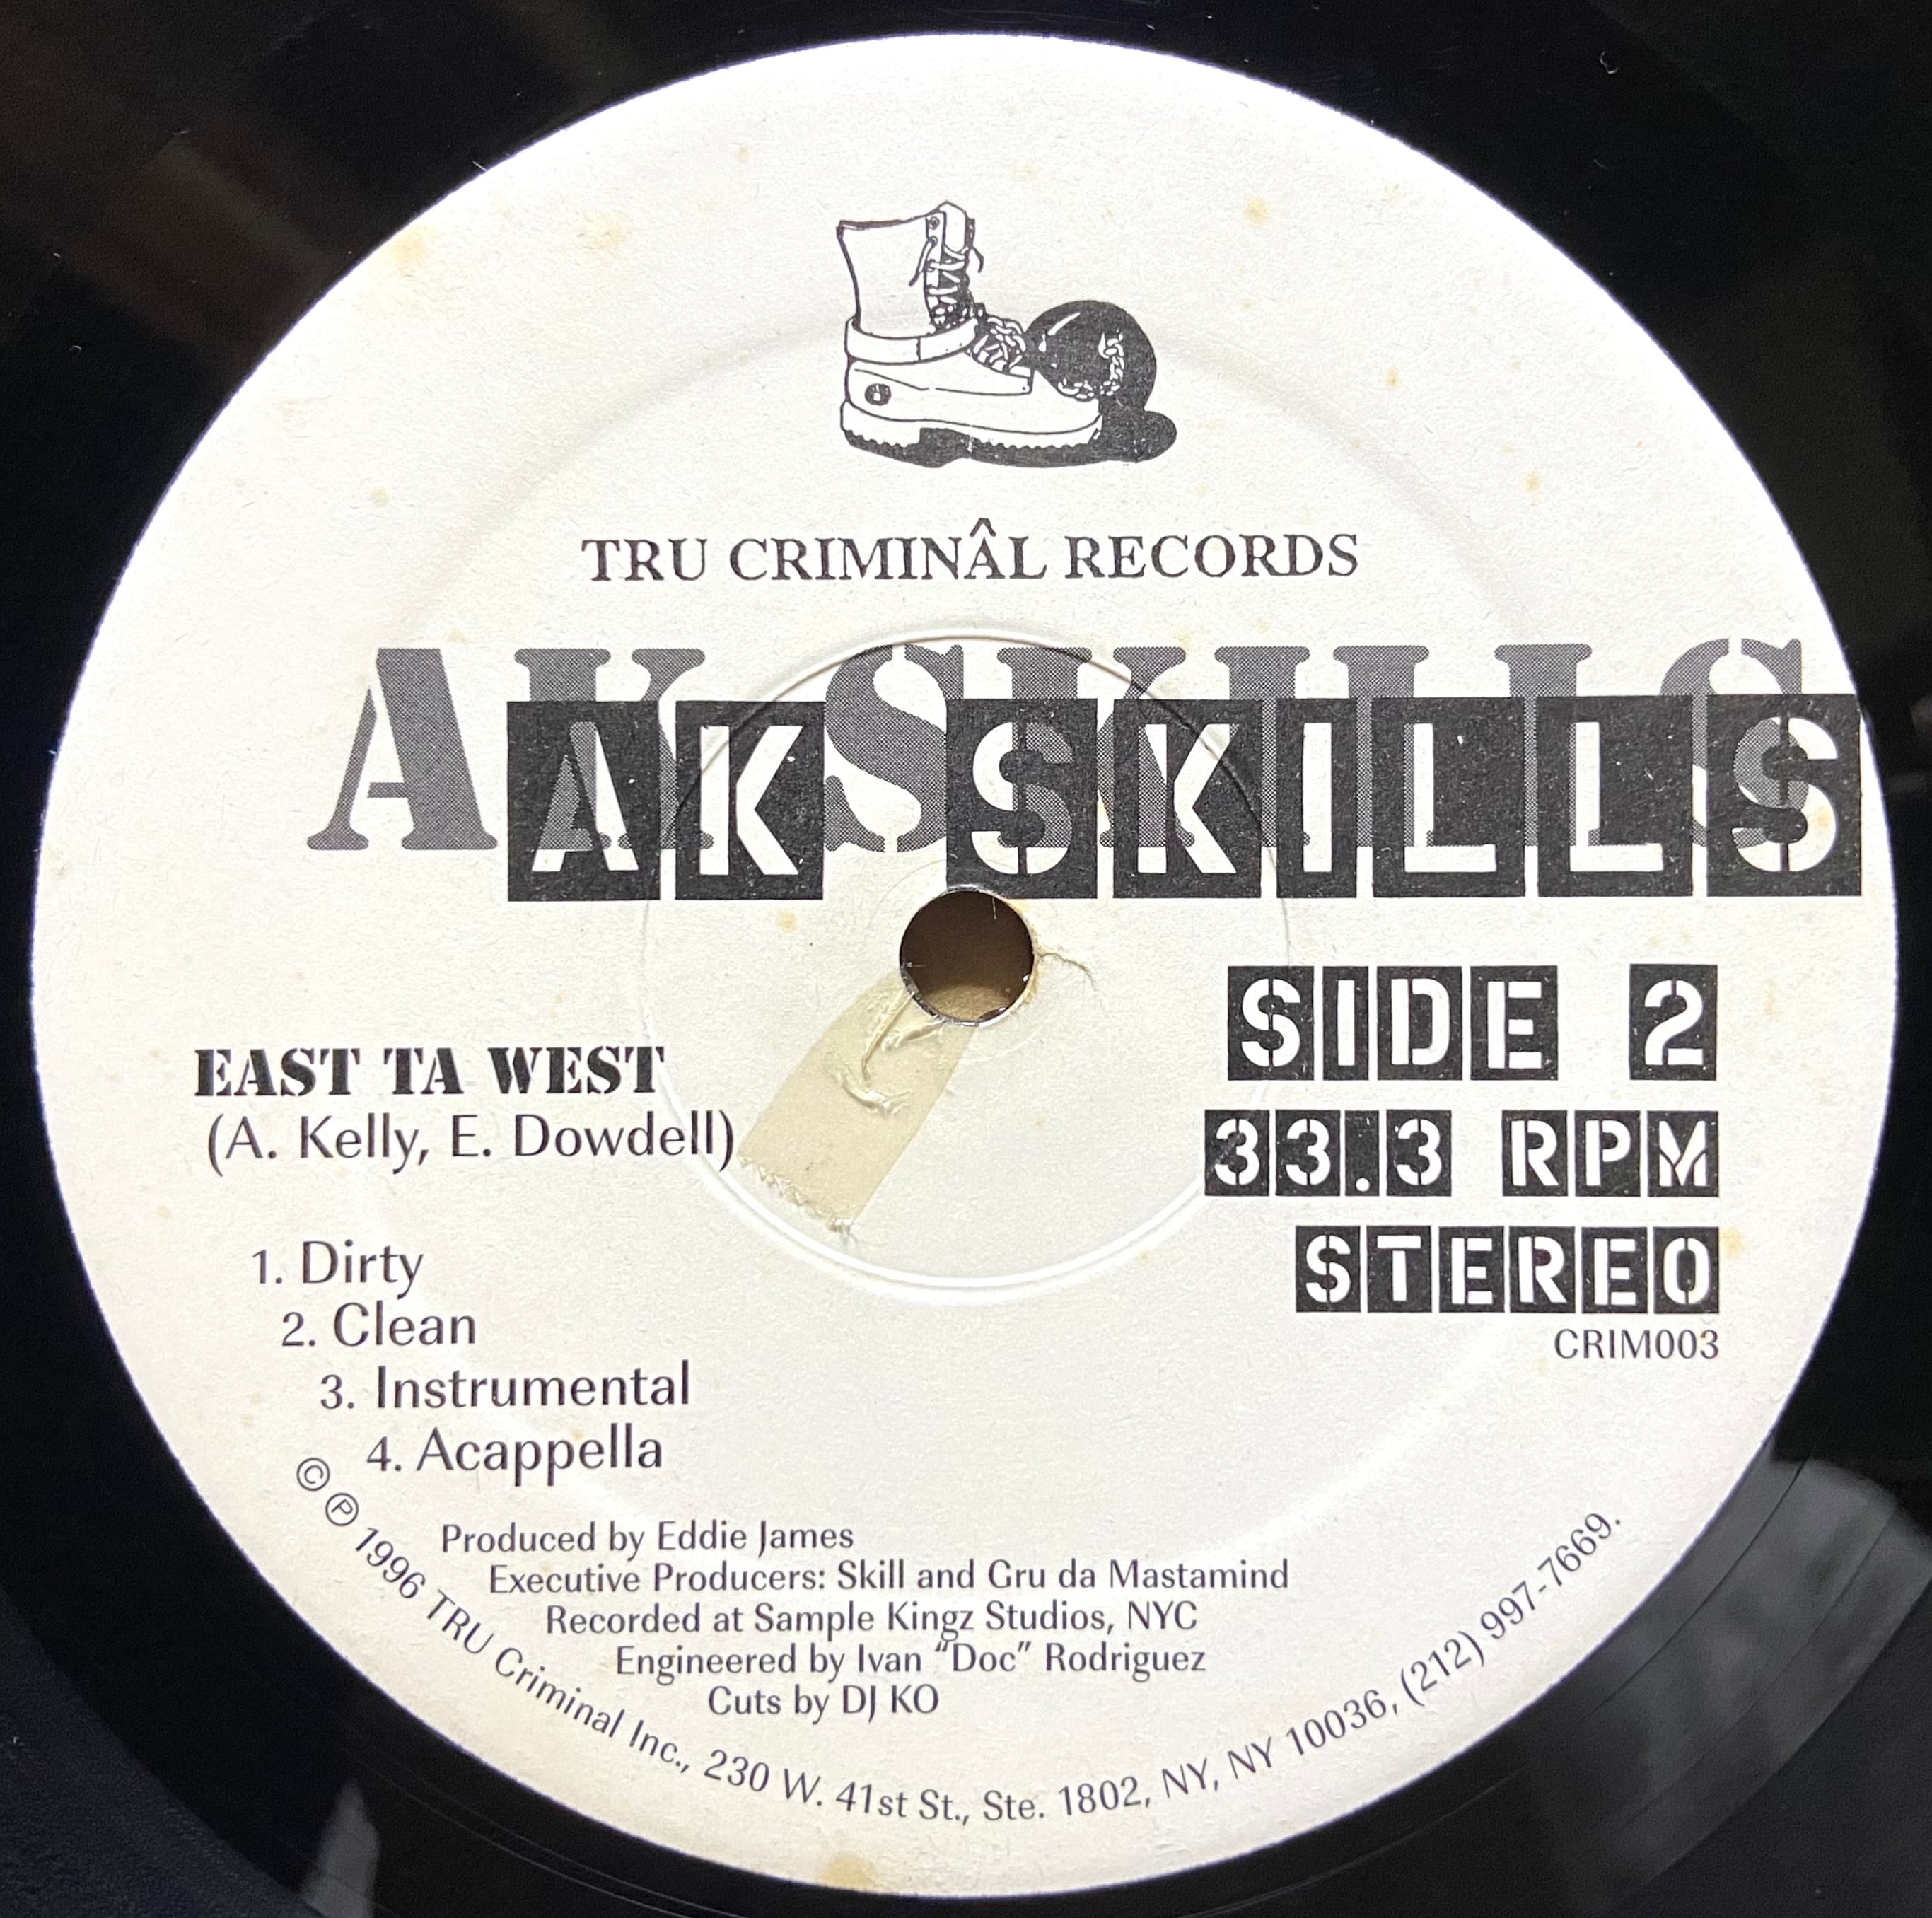 TRU CRIMINÂL RECORDS
AK SKILLS
AK SKILLS
SIDE 2
33.3 RPM
STEREO
CRIM003
EAST TA WEST
(A. Kelly, E. Dowdell)
1. Dirty
2. Clean
3. Instrumental
4. Acappella
Produced by Eddie James
Executive Producers: Skill and Gru da Mastamind
Recorded at Sample Kingz Studios, NYC
Engineered by Ivan "Doc" Rodriguez
Cuts by DJ KO
© ℗ 1996 TRU Criminal Inc., 230 W. 41st St., Ste. 1802, NY, NY 10036, (212) 997-7669.